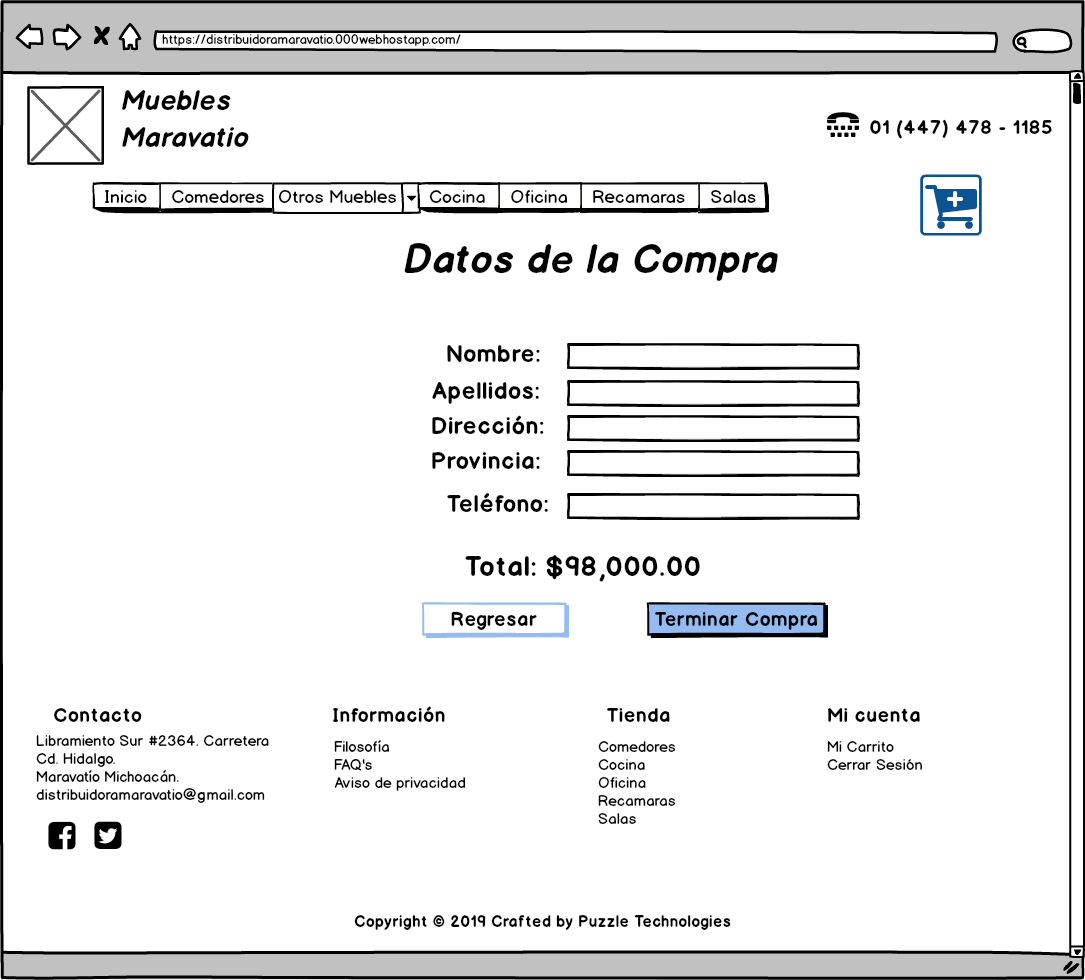 https://distribuidoramaravatio.000webhostapp.com/
Muebles
Maravatio
01 (447) 478 - 1185
Inicio Comedores Otros Muebles Cocina Oficina Recamaras Salas
Datos de la Compra
Nombre:
Apellidos:
Dirección:
Provincia:
Teléfono:
Total: $98,000.00
Regresar Terminar Compra
Contacto
Libramiento Sur #2364. Carretera
Cd. Hidalgo.
Maravatío Michoacán.
distribuidoramaravatio@gmail.com
Información
Filosofía
FAQ's
Aviso de privacidad
Tienda
Comedores
Cocina
Oficina
Recamaras
Salas
Mi cuenta
Mi Carrito
Cerrar Sesión
Copyright © 2019 Crafted by Puzzle Technologies